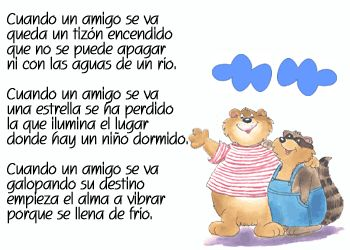 Cuando un amigo se va
queda un tizón encendido
que no se puede apagar
ni con las aguas de un rio.
Cuando un amigo se va
una estrella se ha perdido
la que ilumina el lugar
donde hay un niño dormido.
Cuando un amigo se va
galopando su destino
empieza el alma a vibrar
porque se llena de frio.